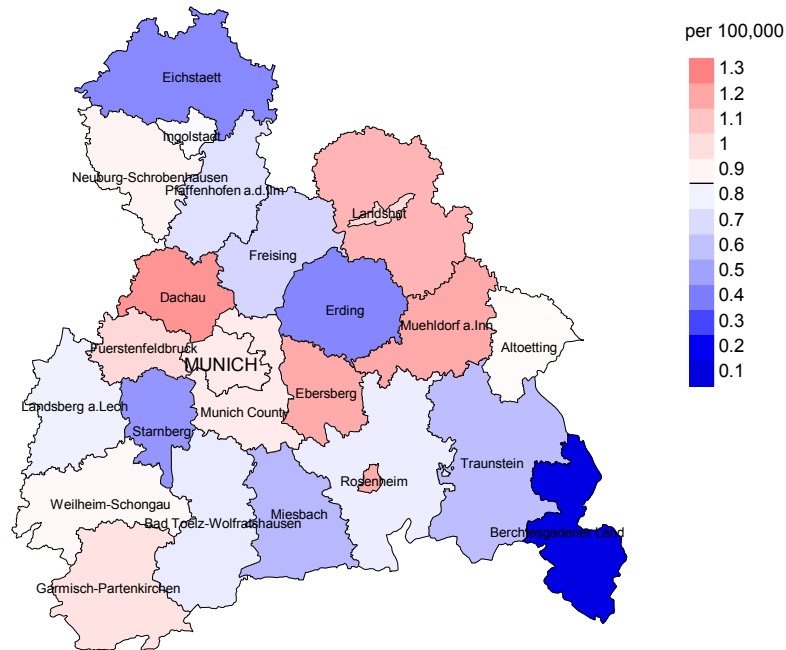 per 100,000
1.3
1.2
1.1
1
0.9
0.8
0.7
0.6
0.5
0.4
0.3
0.2
0.1
Eichstaett
Ingolstadt
Neuburg-Schrobenhausen
Pfaffenhofen a.d.Ilm
Landshut
Freising
Dachau
Erding
Muehldorf a.Inn
Altoetting
Fuerstenfeldbruck
MUNICH
Ebersberg
Landsberg a.Lech
Munich County
Starnberg
Traunstein
Rosenheim
Weilheim-Schongau
Miesbach
Bad Toelz-Wolfratshausen
Berchtesgadener Land
Garmisch-Partenkirchen